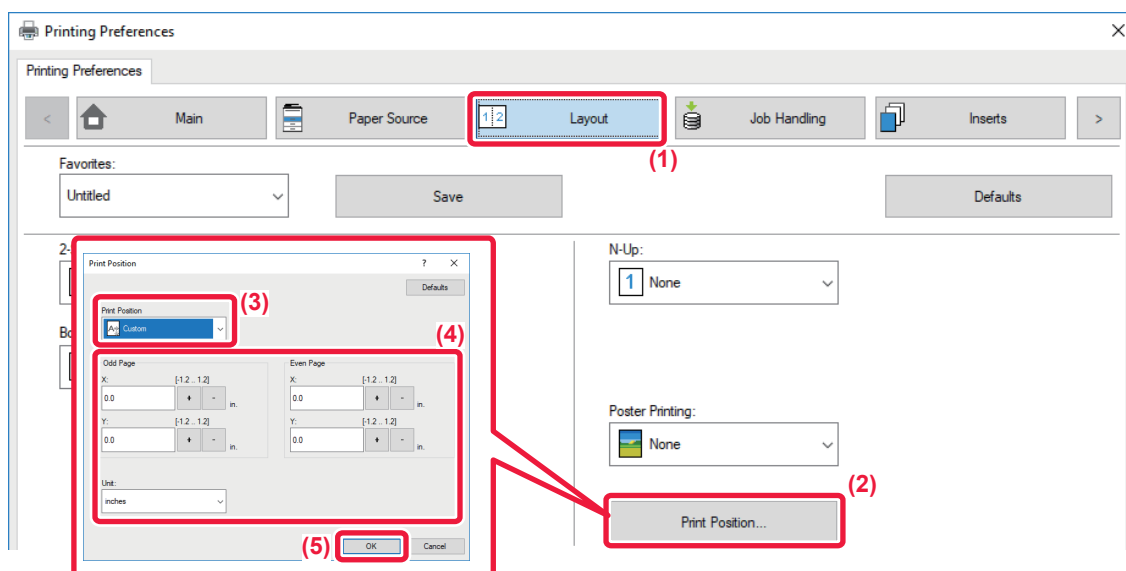 Printing Preferences
Printing Preferences
< Main Paper Source 1 2 Layout Job Handling Inserts >
(1)
Favorites:
Untitled Save Defaults
2-
Print Position ? ×
Defaults
Print Position
(3)
Custom
(4)
Odd Page Even Page
X: [-1.2 .. 1.2] X: [-1.2 .. 1.2]
0.0 + - in. 0.0 + - in.
Y: [-1.2 .. 1.2] Y: [-1.2 .. 1.2]
0.0 + - in. 0.0 + - in.
Unit:
inches
(5) OK Cancel
Bo
N-Up:
1 None
Poster Printing:
None
(2)
Print Position...